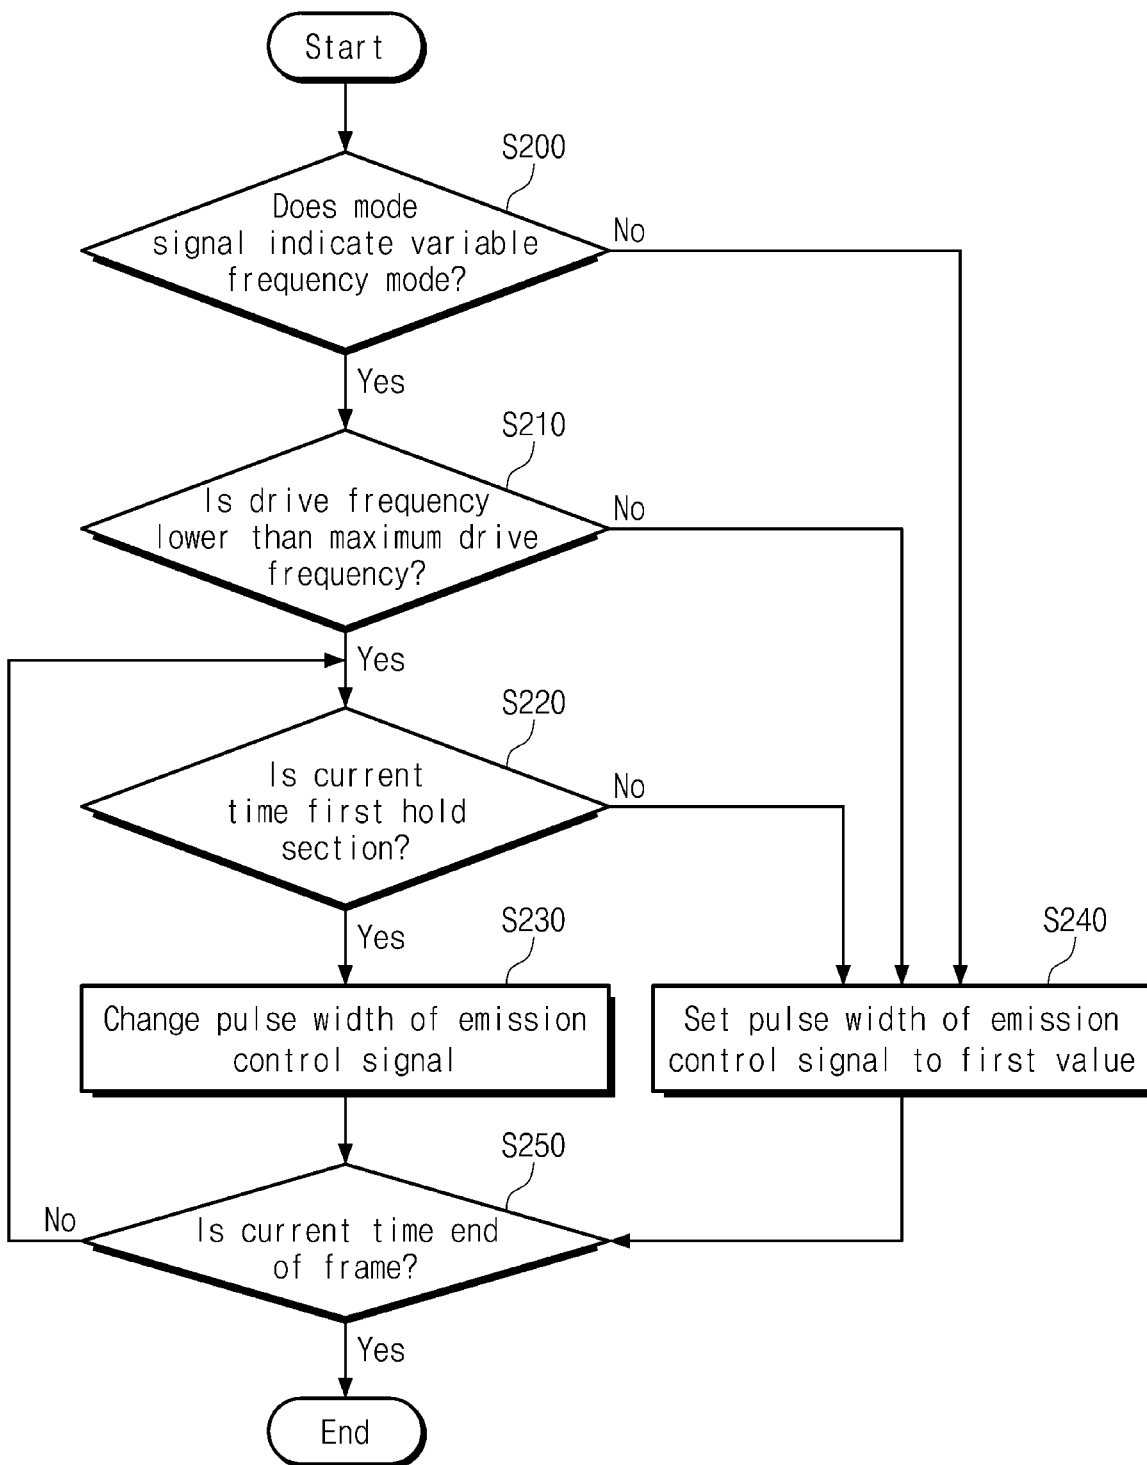 Start
S200
Does mode
signal indicate variable
frequency mode?
No
Yes
S210
Is drive frequency
lower than maximum drive
frequency?
No
Yes
S220
Is current
time first hold
section?
No
Yes
S230
Change pulse width of emission
control signal
S240
Set pulse width of emission
control signal to first value
S250
Is current time end
of frame?
No
Yes
End